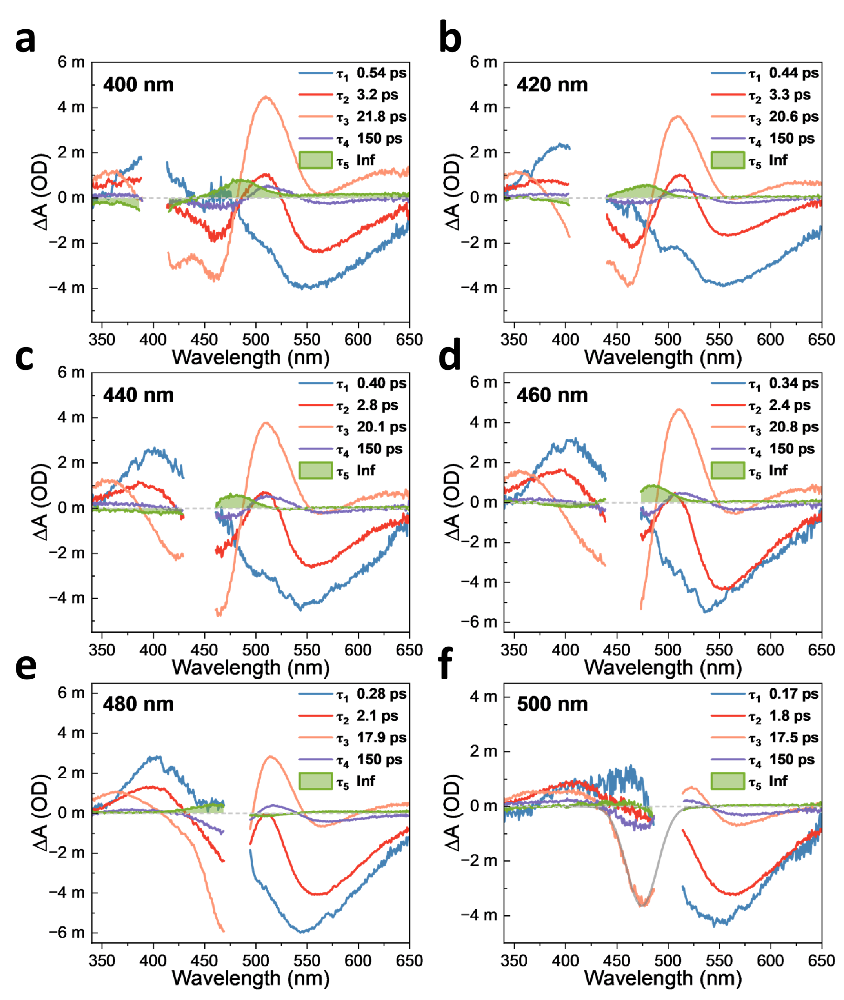 a
6 m
4 m
2 m
0 m
−2 m
−4 m
ΔA (OD)
400 nm
τ1 0.54 ps
τ2 3.2 ps
τ3 21.8 ps
τ4 150 ps
τ5 Inf
350 400 450 500 550 600 650
Wavelength (nm)
b
6 m
4 m
2 m
0 m
−2 m
−4 m
ΔA (OD)
420 nm
τ1 0.44 ps
τ2 3.3 ps
τ3 20.6 ps
τ4 150 ps
τ5 Inf
350 400 450 500 550 600 650
Wavelength (nm)
c
6 m
4 m
2 m
0 m
−2 m
−4 m
ΔA (OD)
440 nm
τ1 0.40 ps
τ2 2.8 ps
τ3 20.1 ps
τ4 150 ps
τ5 Inf
350 400 450 500 550 600 650
Wavelength (nm)
d
6 m
4 m
2 m
0 m
−2 m
−4 m
−6 m
ΔA (OD)
460 nm
τ1 0.34 ps
τ2 2.4 ps
τ3 20.8 ps
τ4 150 ps
τ5 Inf
350 400 450 500 550 600 650
Wavelength (nm)
e
6 m
4 m
2 m
0 m
−2 m
−4 m
−6 m
ΔA (OD)
480 nm
τ1 0.28 ps
τ2 2.1 ps
τ3 17.9 ps
τ4 150 ps
τ5 Inf
350 400 450 500 550 600 650
Wavelength (nm)
f
4 m
2 m
0 m
−2 m
−4 m
ΔA (OD)
500 nm
τ1 0.17 ps
τ2 1.8 ps
τ3 17.5 ps
τ4 150 ps
τ5 Inf
350 400 450 500 550 600 650
Wavelength (nm)